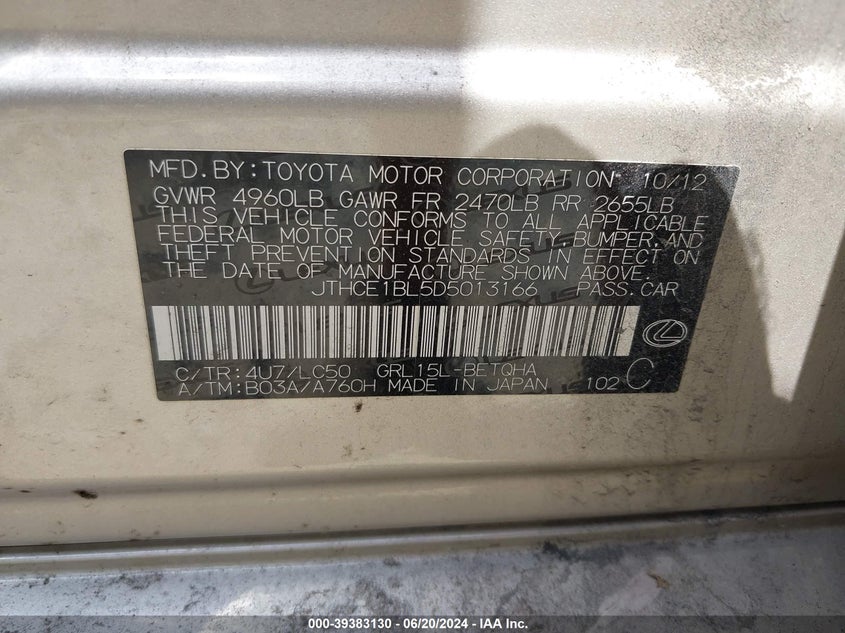 MFD.BY:TOYOTA MOTOR CORPORATION 10/12
GVWR 4960LB GAWR FR 2470LB RR 2655LB
THIS VEHICLE CONFORMS TO ALL APPLICABLE
FEDERAL MOTOR VEHICLE SAFETY,BUMPER,AND
THEFT PREVENTION STANDARDS IN EFFECT ON
THE DATE OF MANUFACTURE SHOWN ABOVE.
JTHCE1BL5D5013166 PASS.CAR
C/TR:4U7/LC50 GRL15L-BETQHA
A/TM:B03A/A760H MADE IN JAPAN 102 C
000-39383130 - 06/20/2024 - IAA Inc.